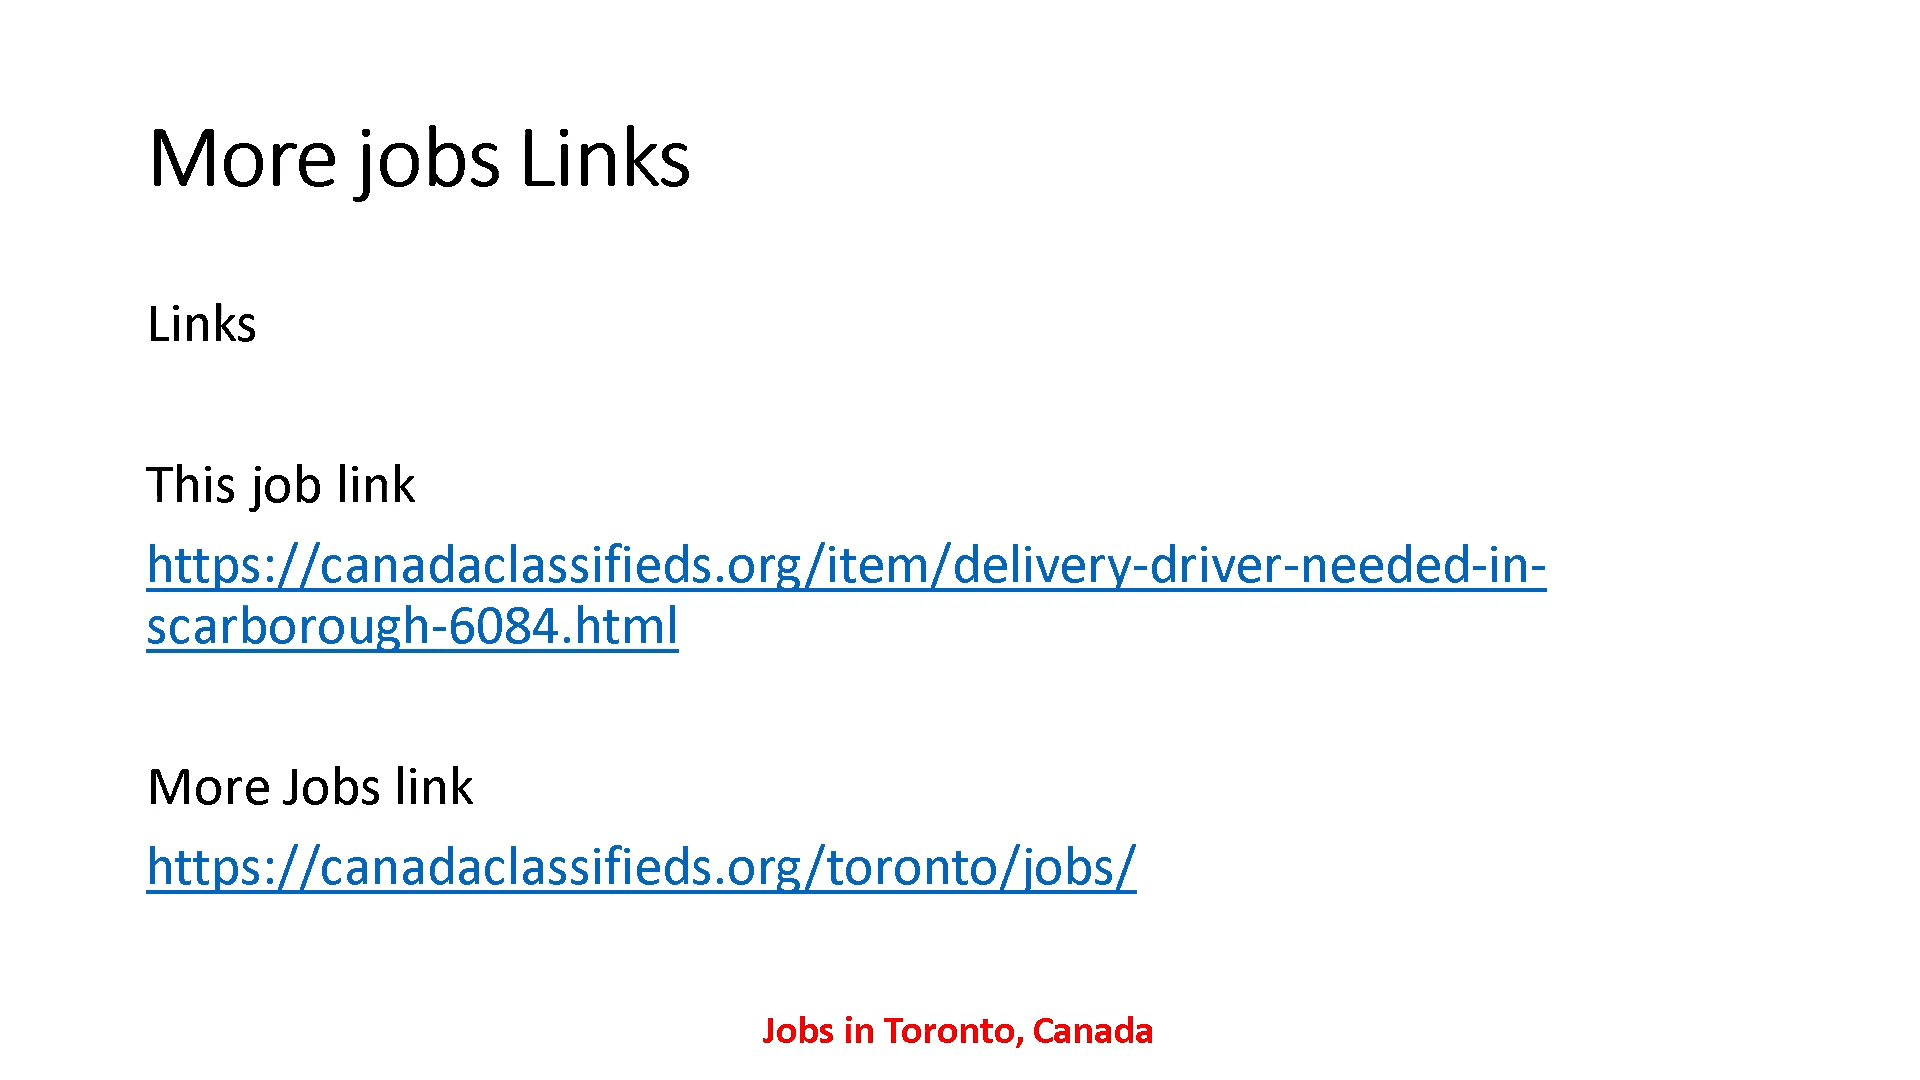 More jobs Links
Links
This job link
https://canadaclassifieds.org/item/delivery-driver-needed-in-
scarborough-6084.html
More Jobs link
https://canadaclassifieds.org/toronto/jobs/
Jobs in Toronto, Canada